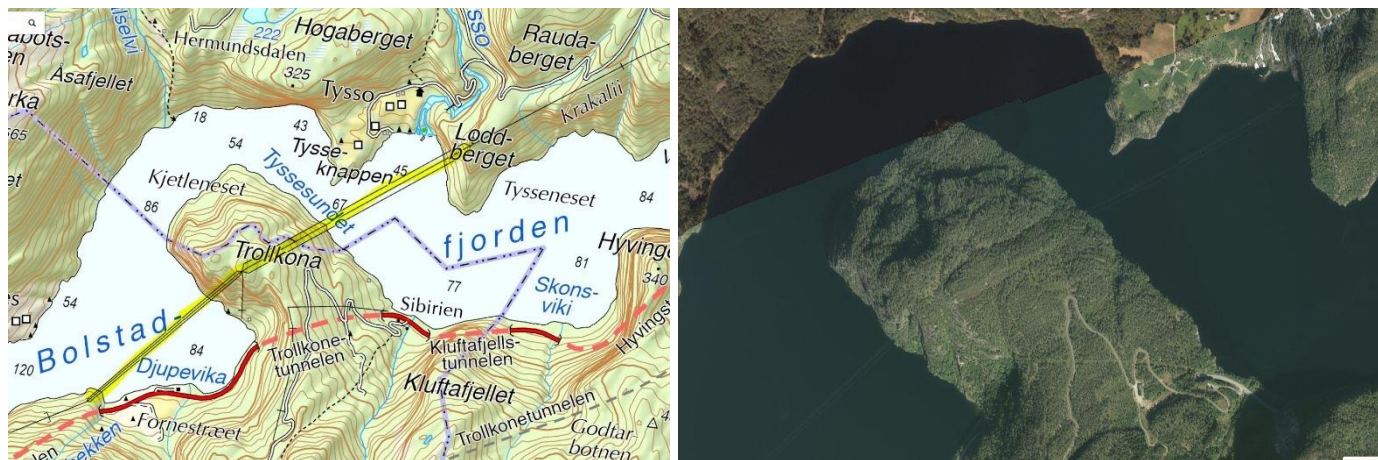 222
Høgaberget
Rauda-
berget
Hermundsdalen
325
Åsafjellet
Tysso
Krakalii
565
18
54
43
Lodd-
berget
Tysse-
knappen
45
Kjetleneset
Tyssesundet
Tysseneset
84
86
67
fjorden
Trollkona
81
54
77
Skons-
viki
340
Sibirien
Bolstad-
84
Djupevika
Trollkone-
tunnelen
Kluftafjells-
tunnelen
120
Kluftafjellet
Fornestræet
Trollkonetunnelen
Godfar-
botnen